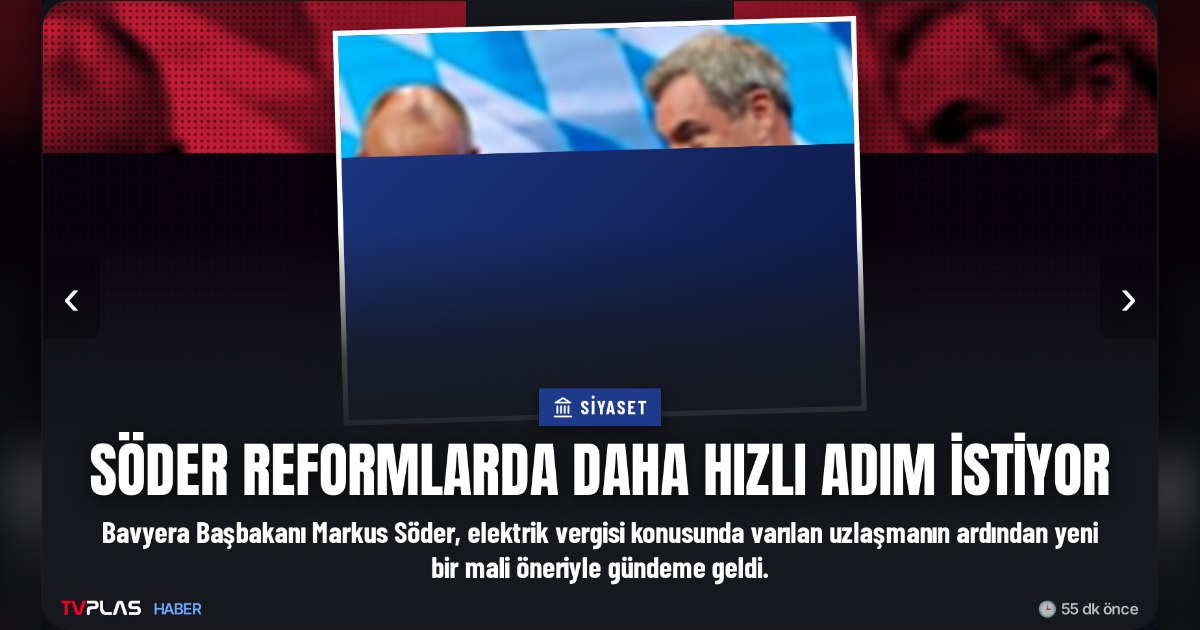 SİYASET
SÖDER REFORMLARDA DAHA HIZLI ADIM İSTİYOR
Bavyera Başbakanı Markus Söder, elektrik vergisi konusunda varılan uzlaşmanın ardından yeni
bir mali öneriyle gündeme geldi.
TVPLAS HABER
55 dk önce